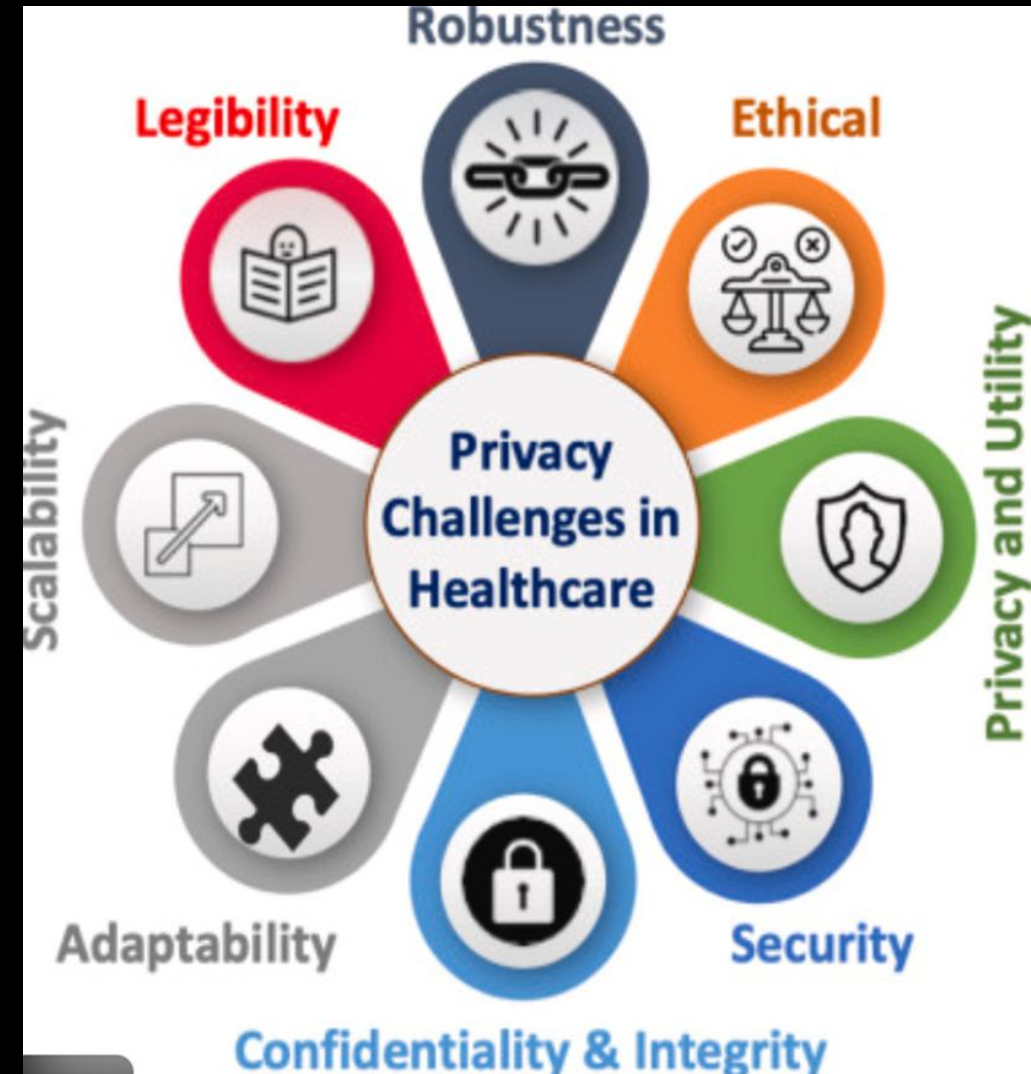 Robustness
Legibility
Ethical
Privacy and Utility
Scalability
Privacy
Challenges in
Healthcare
Adaptability
Security
Confidentiality & Integrity